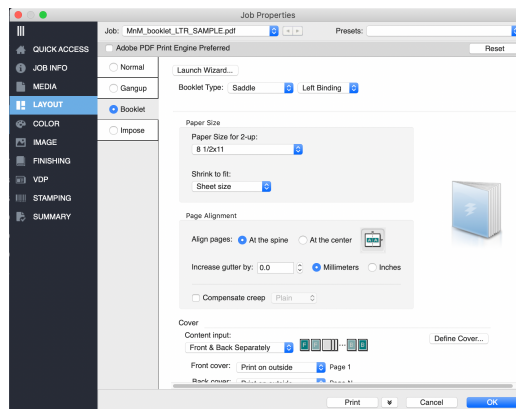 Job Properties
Job: MnM_booklet_LTR_SAMPLE.pdf Presets:
QUICK ACCESS
JOB INFO
MEDIA
LAYOUT
COLOR
IMAGE
FINISHING
VDP
STAMPING
SUMMARY
Adobe PDF Print Engine Preferred Reset
Normal
Gangup
Booklet
Impose
Launch Wizard...
Booklet Type: Saddle Left Binding
Paper Size
Paper Size for 2-up:
8 1/2x11
Shrink to fit:
Sheet size
Page Alignment
Align pages: At the spine At the center
Increase gutter by: 0.0 Millimeters Inches
Compensate creep Plain
Cover
Content input:
Front & Back Separately Define Cover...
Front cover: Print on outside Page 1
Back cover: Print on outside Page N
Print Cancel OK